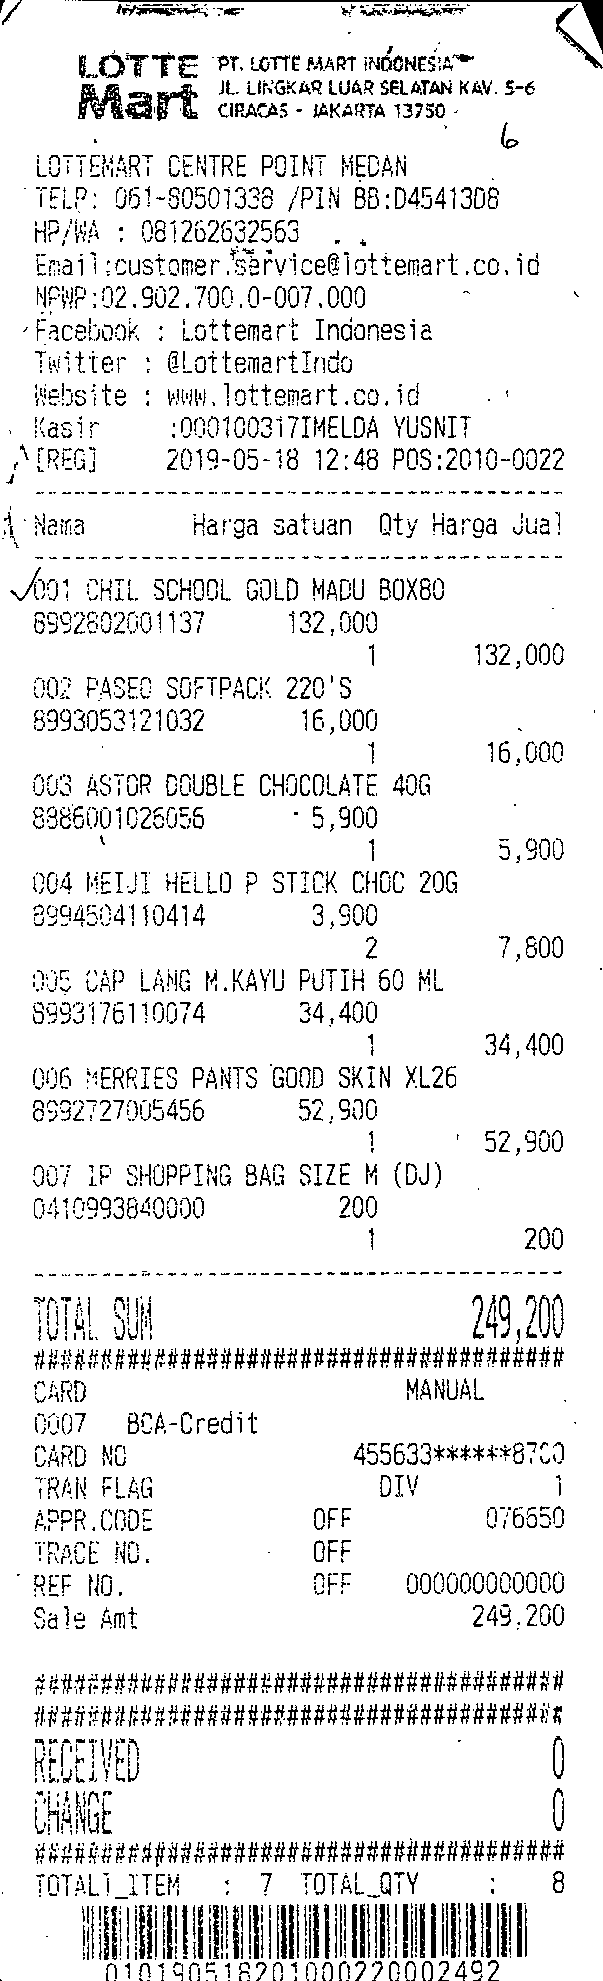 LOTTE Mart
PT. LOTTE MART INDONESIA
JL. LINGKAR LUAR SELATAN KAV. 5-6
CIRACAS - JAKARTA 13750
6
LOTTEMART CENTRE POINT MEDAN
TELP: 061-80501338 /PIN BB:D45413D8
HP/WA : 081262632563
Email:customer.service@lottemart.co.id
NPWP:02.902.700.0-007.000
Facebook : Lottemart Indonesia
Twitter : @LottemartIndo
Website : www.lottemart.co.id
Kasir :000100317IMELDA YUSNIT
[REG] 2019-05-18 12:48 POS:2010-0022
--------------------------------------
Nama Harga satuan Qty Harga Jual
--------------------------------------
001 CHIL SCHOOL GOLD MADU BOX80
8992802001137 132,000
1 132,000
002 PASEO SOFTPACK 220'S
8993053121032 16,000
1 16,000
003 ASTOR DOUBLE CHOCOLATE 40G
8886001026056 5,900
1 5,900
004 MEIJI HELLO P STICK CHOC 20G
8994504110414 3,900
2 7,800
005 CAP LANG M.KAYU PUTIH 60 ML
8993176110074 34,400
1 34,400
006 MERRIES PANTS GOOD SKIN XL26
8992727005456 52,900
1 52,900
007 1P SHOPPING BAG SIZE M (DJ)
0410993840000 200
1 200
--------------------------------------
TOTAL SUM 249,200
########################################
CARD MANUAL
0007 BCA-Credit
CARD NO 455633******8700
TRAN FLAG DIV 1
APPR.CODE OFF 076650
TRACE NO. OFF
REF NO. OFF 000000000000
Sale Amt 249,200
########################################
########################################
RECEIVED 0
CHANGE 0
########################################
TOTALT_ITEM : 7 TOTAL_QTY : 8
0101905182010002200024​92